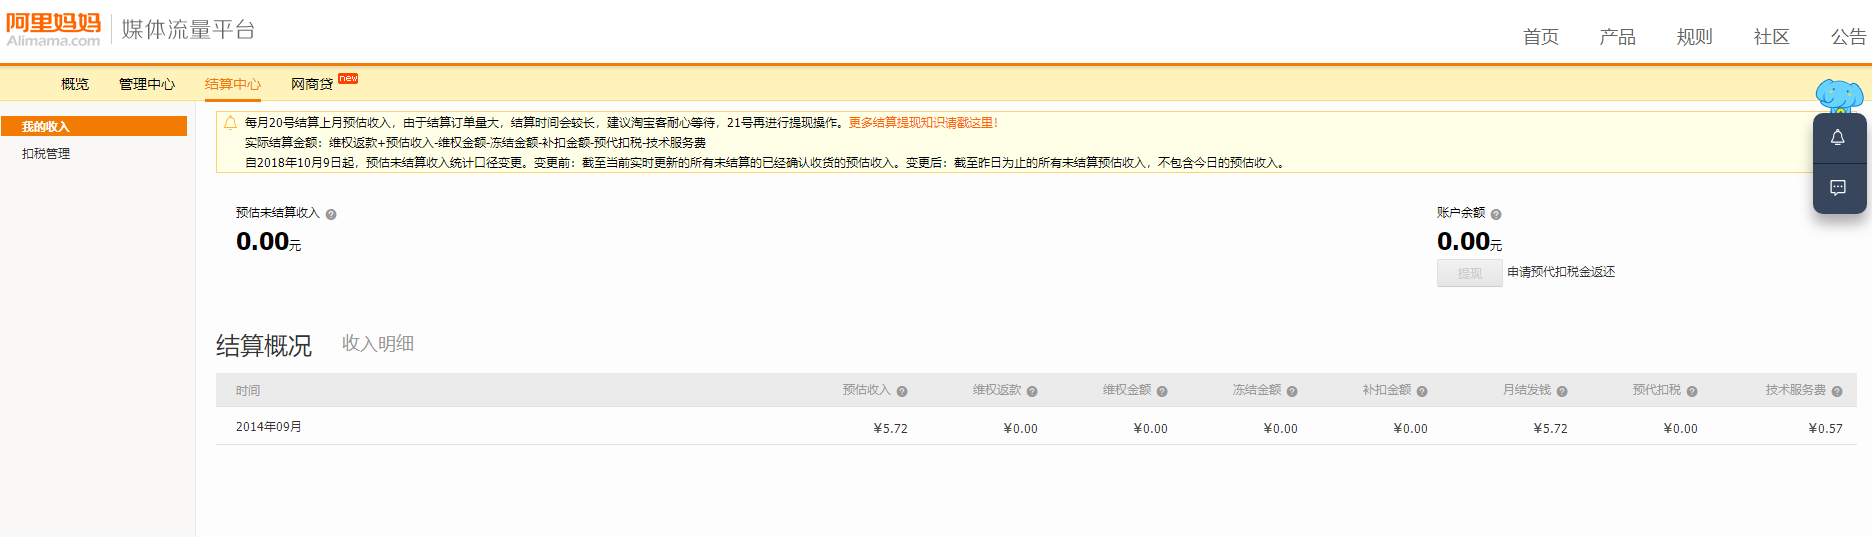 阿里妈妈
Alimama.com
媒体流量平台
首页 产品 规则 社区 公告
概览 管理中心 结算中心 网商贷 new
我的收入
扣税管理
每月20号结算上月预估收入，由于结算订单量大，结算时间会较长，建议淘宝客耐心等待，21号再进行提现操作。更多结算提现知识请戳这里！
实际结算金额：维权返款+预估收入-维权金额-冻结金额-补扣金额-预代扣税-技术服务费
自2018年10月9日起，预估未结算收入统计口径变更。变更前：截至当前实时更新的所有未结算的已经确认收货的预估收入。变更后：截至昨日为止的所有未结算预估收入，不包含今日的预估收入。
预估未结算收入
0.00元
账户余额
0.00元
提现 申请预代扣税金返还
结算概况 收入明细
时间 预估收入 维权返款 维权金额 冻结金额 补扣金额 月结发钱 预代扣税 技术服务费
2014年09月 ¥5.72 ¥0.00 ¥0.00 ¥0.00 ¥0.00 ¥5.72 ¥0.00 ¥0.57